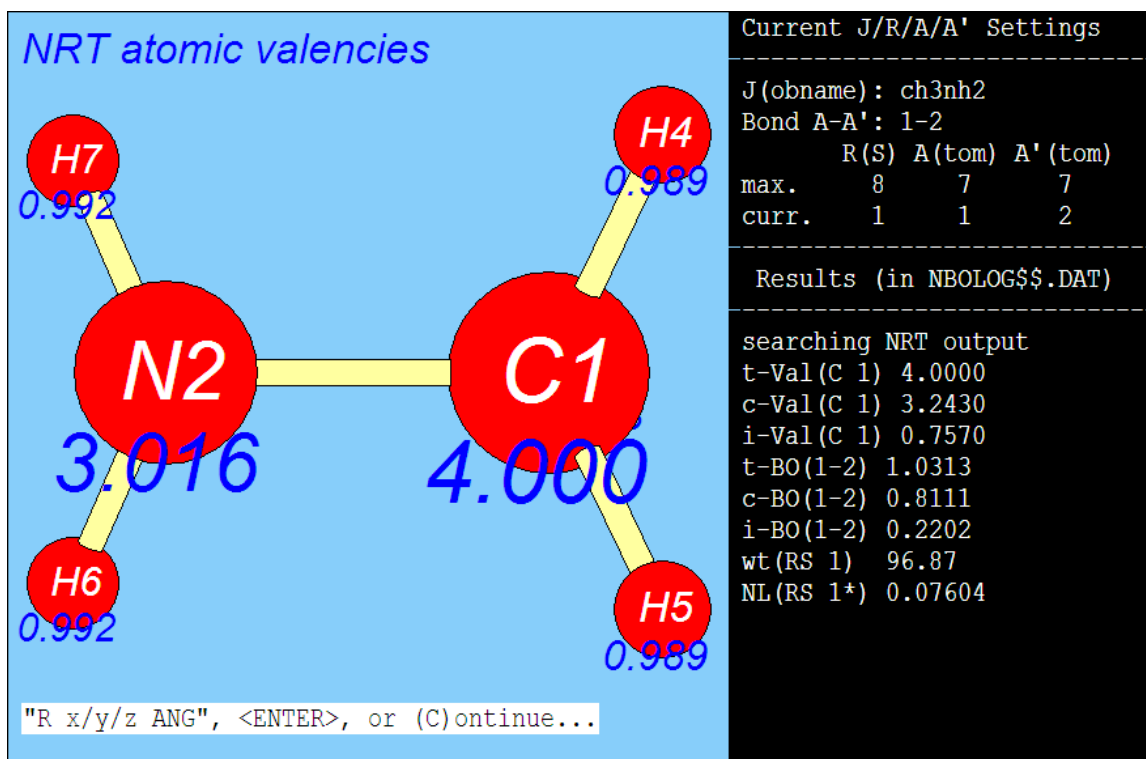 NRT atomic valencies
H7
0.992
H4
0.989
N2
3.016
C1
4.000
H6
0.992
H5
0.989
"R x/y/z ANG", <ENTER>, or (C)ontinue...
Current J/R/A/A' Settings
J(obname): ch3nh2
Bond A-A': 1-2
R(S) A(tom) A'(tom)
max. 8 7 7
curr. 1 1 2
Results (in NBOLOG$$.DAT)
searching NRT output
t-Val(C 1) 4.0000
c-Val(C 1) 3.2430
i-Val(C 1) 0.7570
t-BO(1-2) 1.0313
c-BO(1-2) 0.8111
i-BO(1-2) 0.2202
wt(RS 1) 96.87
NL(RS 1*) 0.07604